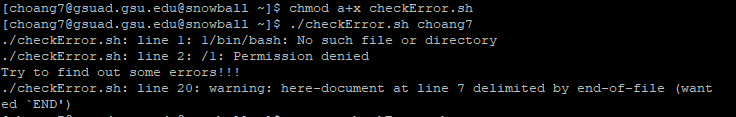 [choang7@gsuad.gsu.edu@snowball ~]$ chmod a+x checkError.sh
[choang7@gsuad.gsu.edu@snowball ~]$ ./checkError.sh choang7
./checkError.sh: line 1: 1/bin/bash: No such file or directory
./checkError.sh: line 2: /1: Permission denied
Try to find out some errors!!!
./checkError.sh: line 20: warning: here-document at line 7 delimited by end-of-file (want
ed `END')